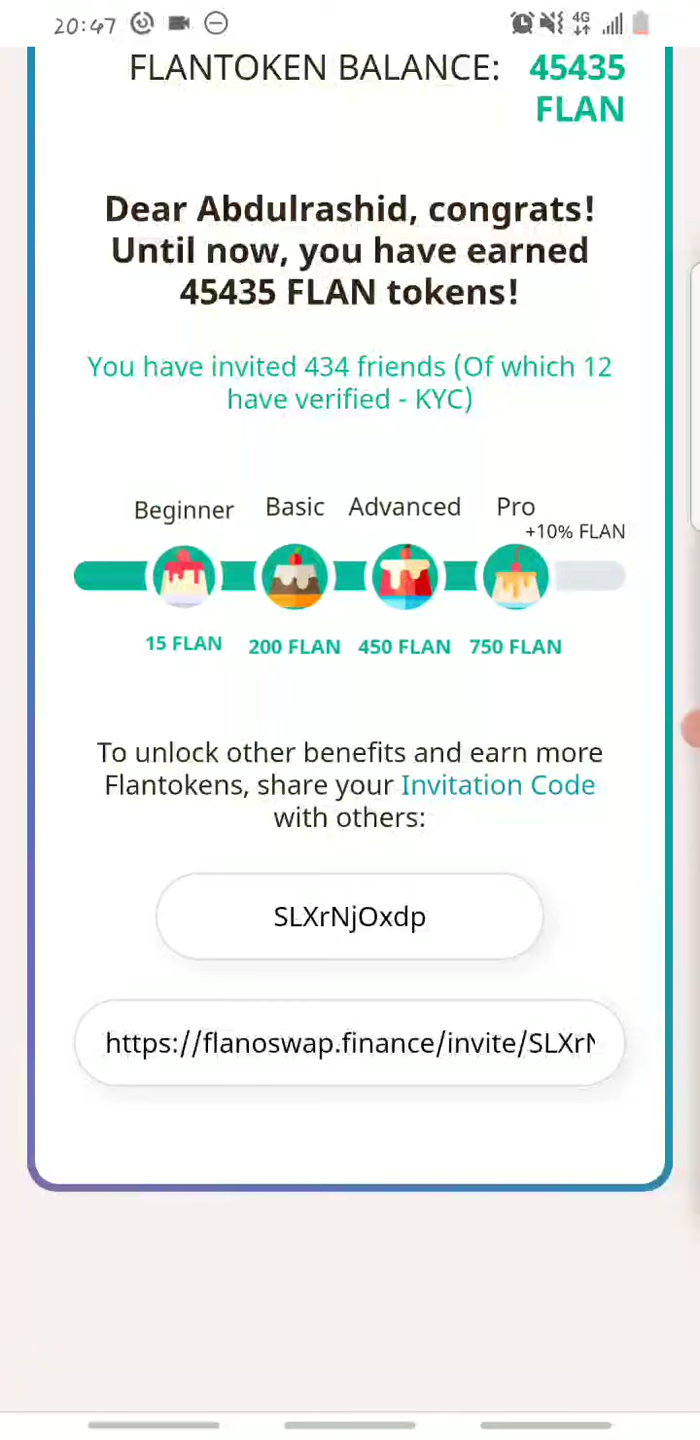 20:47
4G
FLANTOKEN BALANCE: 45435
FLAN
Dear Abdulrashid, congrats!
Until now, you have earned
45435 FLAN tokens!
You have invited 434 friends (Of which 12
have verified - KYC)
Beginner Basic Advanced Pro
+10% FLAN
15 FLAN 200 FLAN 450 FLAN 750 FLAN
To unlock other benefits and earn more
Flantokens, share your Invitation Code
with others:
SLXrNjOxdp
https://flanoswap.finance/invite/SLXrN